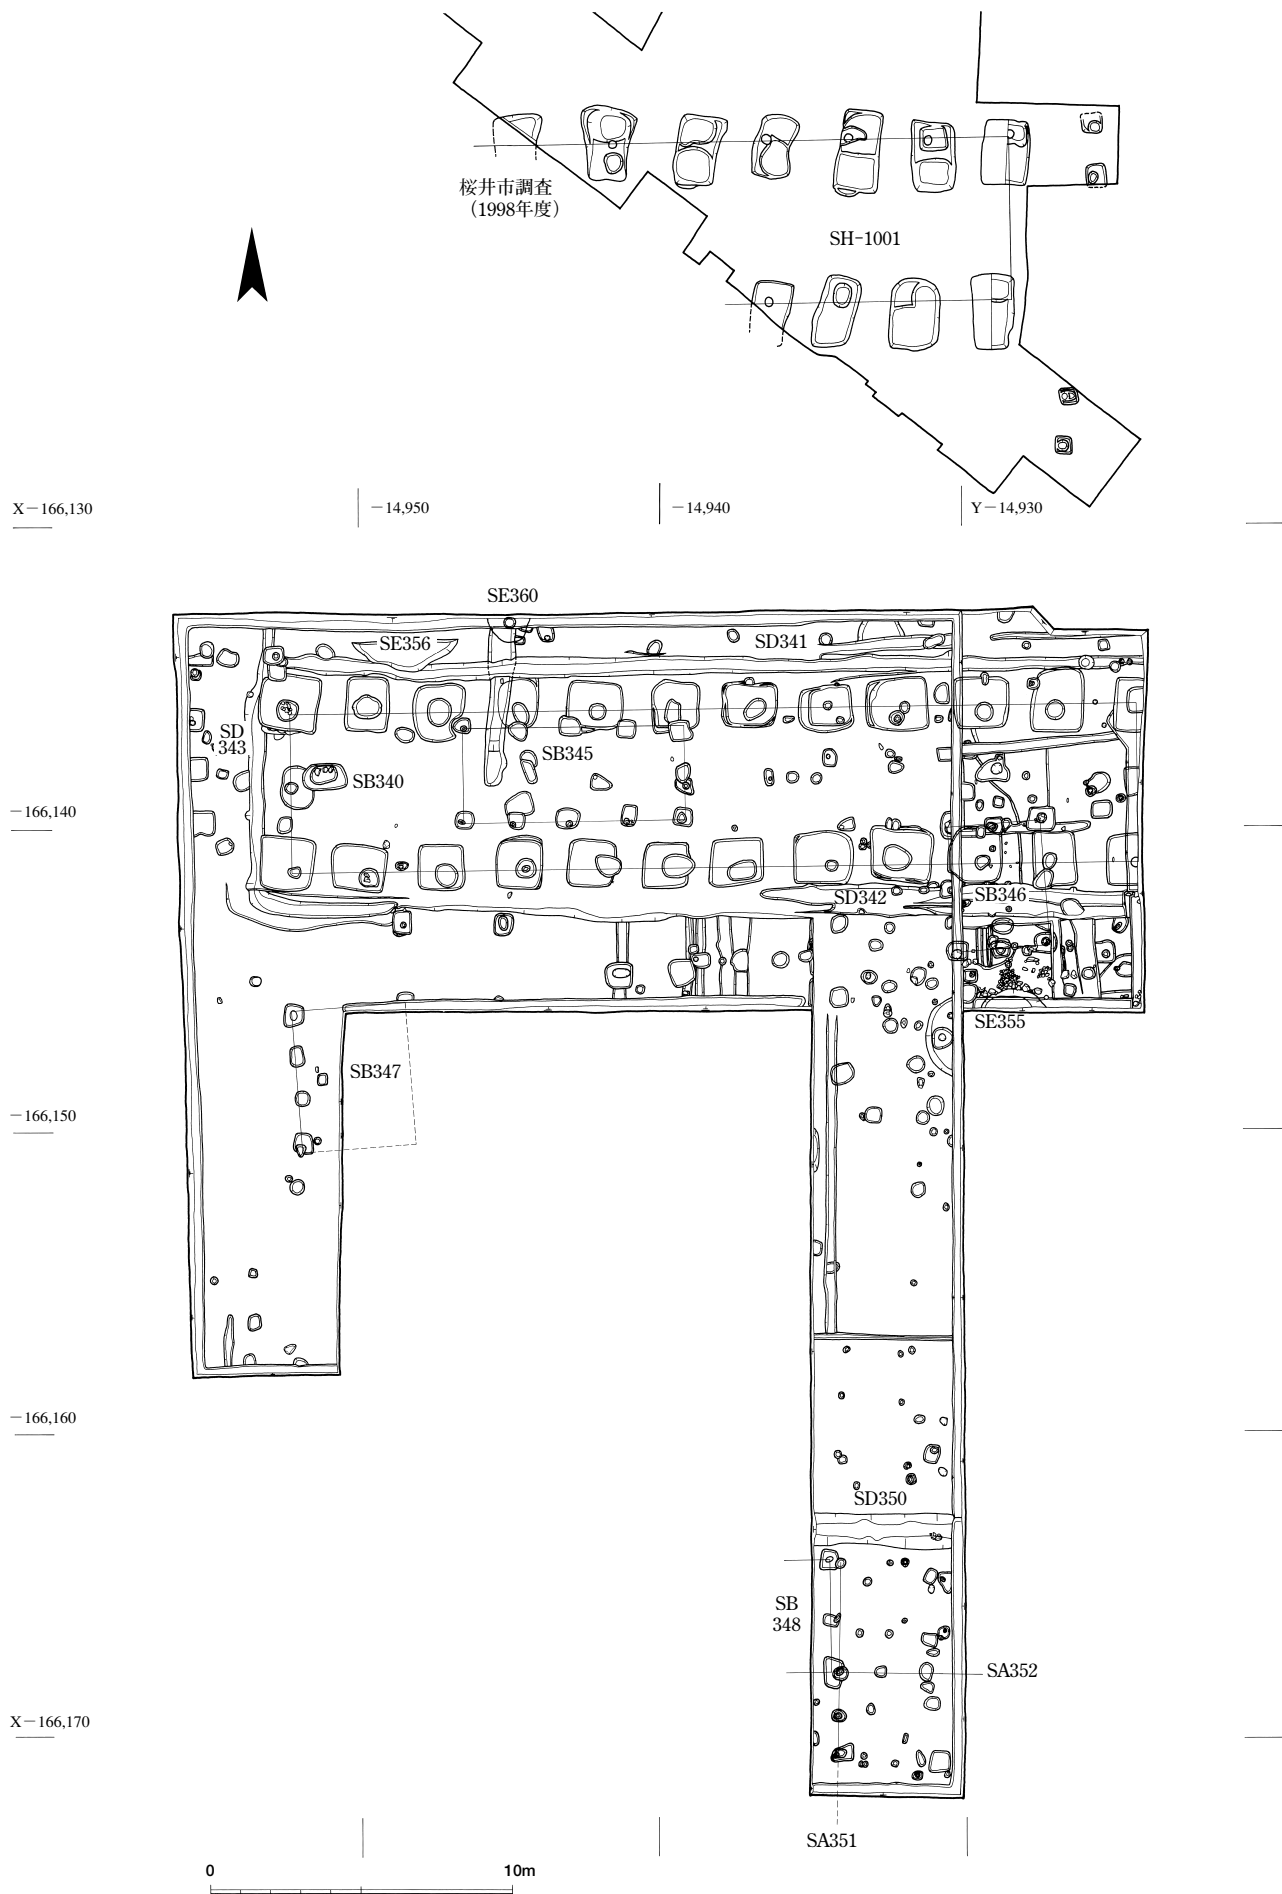 桜井市調査
（1998年度）
SH-1001
X－166,130
－14,950
－14,940
Y－14,930
SE360
SE356
SD341
SD
343
SB345
SB340
－166,140
SD342
SB346
SE355
SB347
－166,150
－166,160
SD350
SB
348
SA352
X－166,170
SA351
0
10m